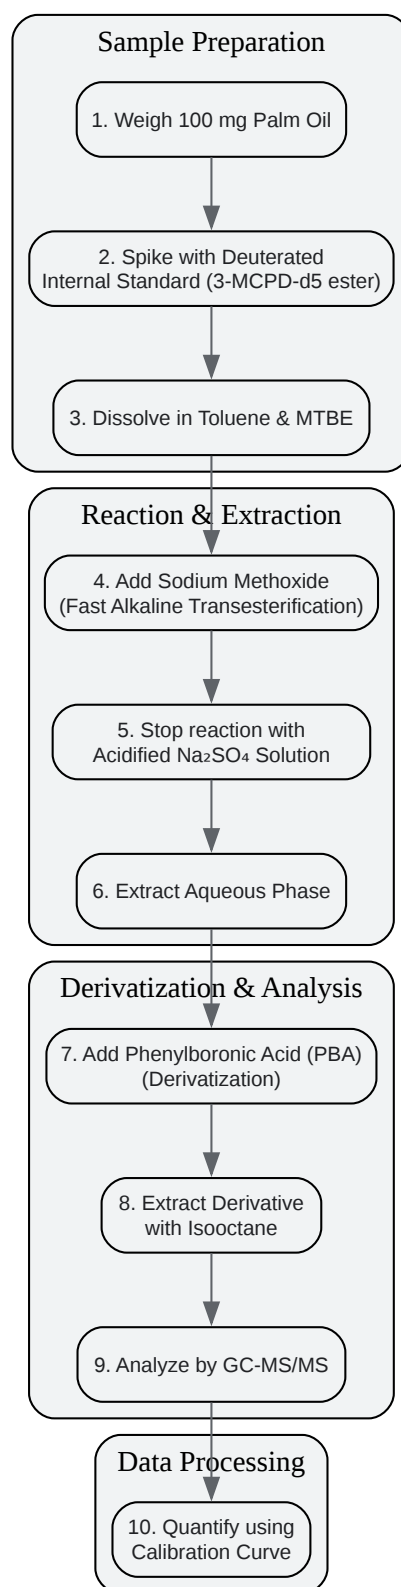 Sample Preparation
1. Weigh 100 mg Palm Oil
2. Spike with Deuterated
Internal Standard (3-MCPD-d5 ester)
3. Dissolve in Toluene & MTBE
Reaction & Extraction
4. Add Sodium Methoxide
(Fast Alkaline Transesterification)
5. Stop reaction with
Acidified Na₂SO₄ Solution
6. Extract Aqueous Phase
Derivatization & Analysis
7. Add Phenylboronic Acid (PBA)
(Derivatization)
8. Extract Derivative
with Isooctane
9. Analyze by GC-MS/MS
Data Processing
10. Quantify using
Calibration Curve